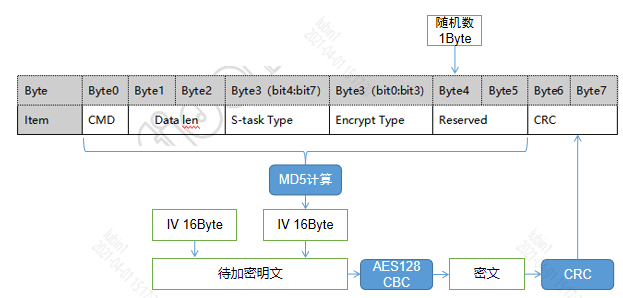 随机数
1Byte
Byte Byte0 Byte1 Byte2 Byte3（bit4:bit7） Byte3（bit0:bit3） Byte4 Byte5 Byte6 Byte7
Item CMD Data len S-task Type Encrypt Type Reserved CRC
MD5计算
IV 16Byte IV 16Byte
待加密明文 AES128 密文 CRC
CBC